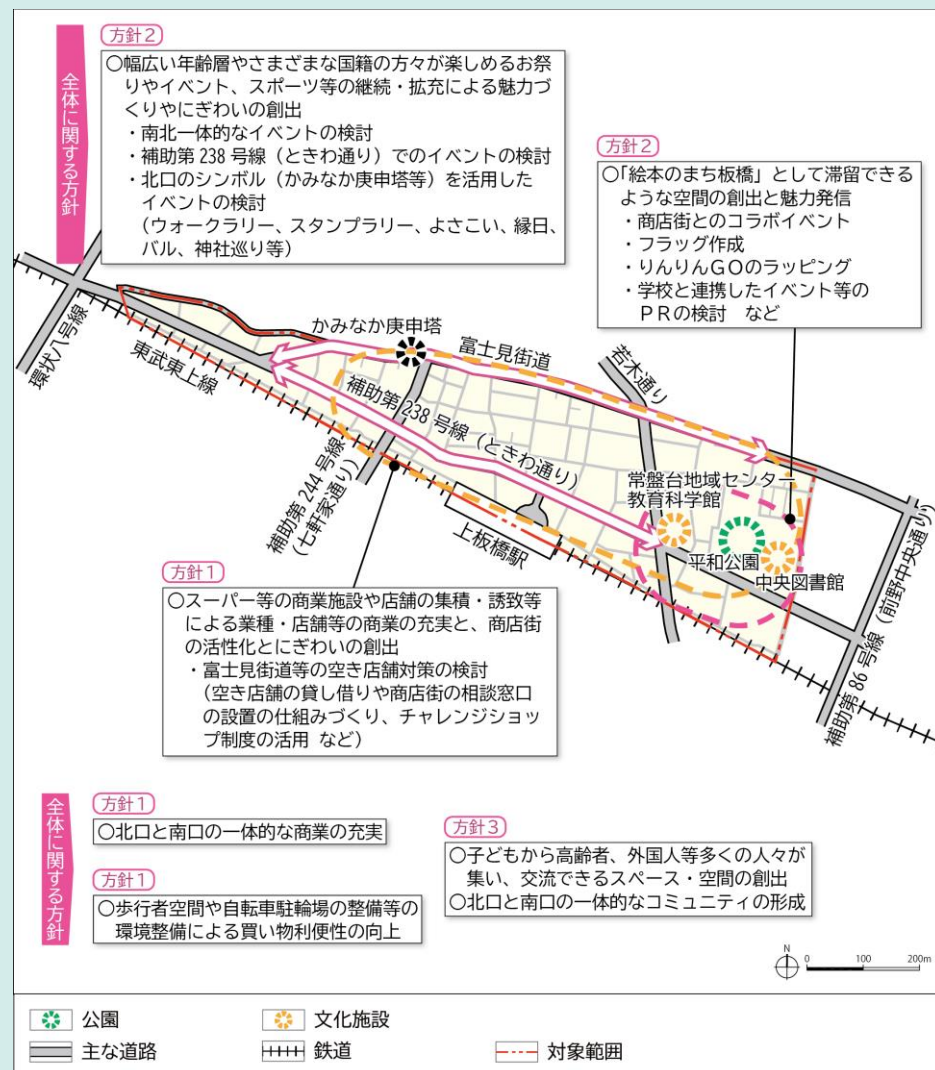 全体に関する方針
方針2
○幅広い年齢層やさまざまな国籍の方々が楽しめるお祭
りやイベント、スポーツ等の継続・拡充による魅力づ
くりやにぎわいの創出
・南北一体的なイベントの検討
・補助第238号線(ときわ通り)でのイベントの検討
・北口のシンボル(かみなか庚申塔等)を活用した
イベントの検討
(ウォークラリー、スタンプラリー、よさこい、縁日、
バル、神社巡り等)
方針2
○「絵本のまち板橋」として滞留できる
ような空間の創出と魅力発信
・商店街とのコラボイベント
・フラッグ作成
・りんりんGOのラッピング
・学校と連携したイベント等の
PRの検討 など
環状八号線
東武東上線
かみなか庚申塔
富士見街道
若木通り
補助第238号線(ときわ通り)
補助第244号線
(七軒家通り)
上板橋駅
常盤台地域センター
教育科学館
平和公園
中央図書館
補助第86号線(前野中央通り)
方針1
○スーパー等の商業施設や店舗の集積・誘致等
による業種・店舗等の商業の充実と、商店街
の活性化とにぎわいの創出
・富士見街道等の空き店舗対策の検討
(空き店舗の貸し借りや商店街の相談窓口
の設置の仕組みづくり、チャレンジショッ
プ制度の活用 など)
全体に関する方針
方針1
○北口と南口の一体的な商業の充実
方針1
○歩行者空間や自転車駐輪場の整備等の
環境整備による買い物利便性の向上
方針3
○子どもから高齢者、外国人等多くの人々が
集い、交流できるスペース・空間の創出
○北口と南口の一体的なコミュニティの形成
N
0 100 200m
公園
文化施設
主な道路
鉄道
対象範囲